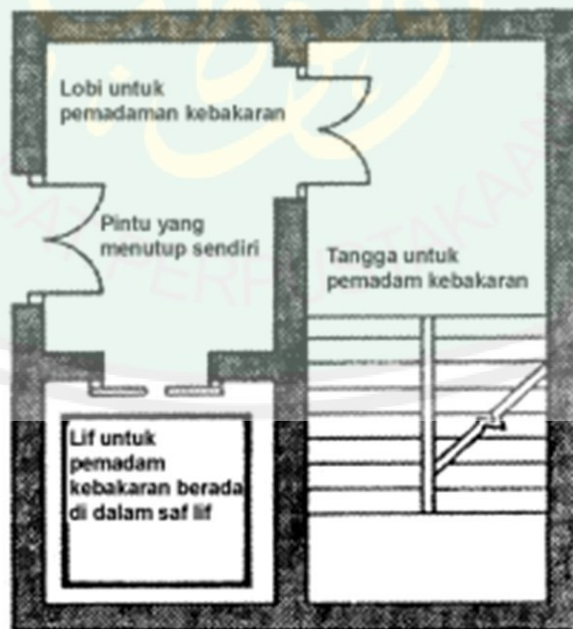 Lobi untuk
pemadaman kebakaran
Pintu yang
menutup sendiri
Tangga untuk
pemadam kebakaran
Lif untuk
pemadam
kebakaran berada
di dalam saf lif